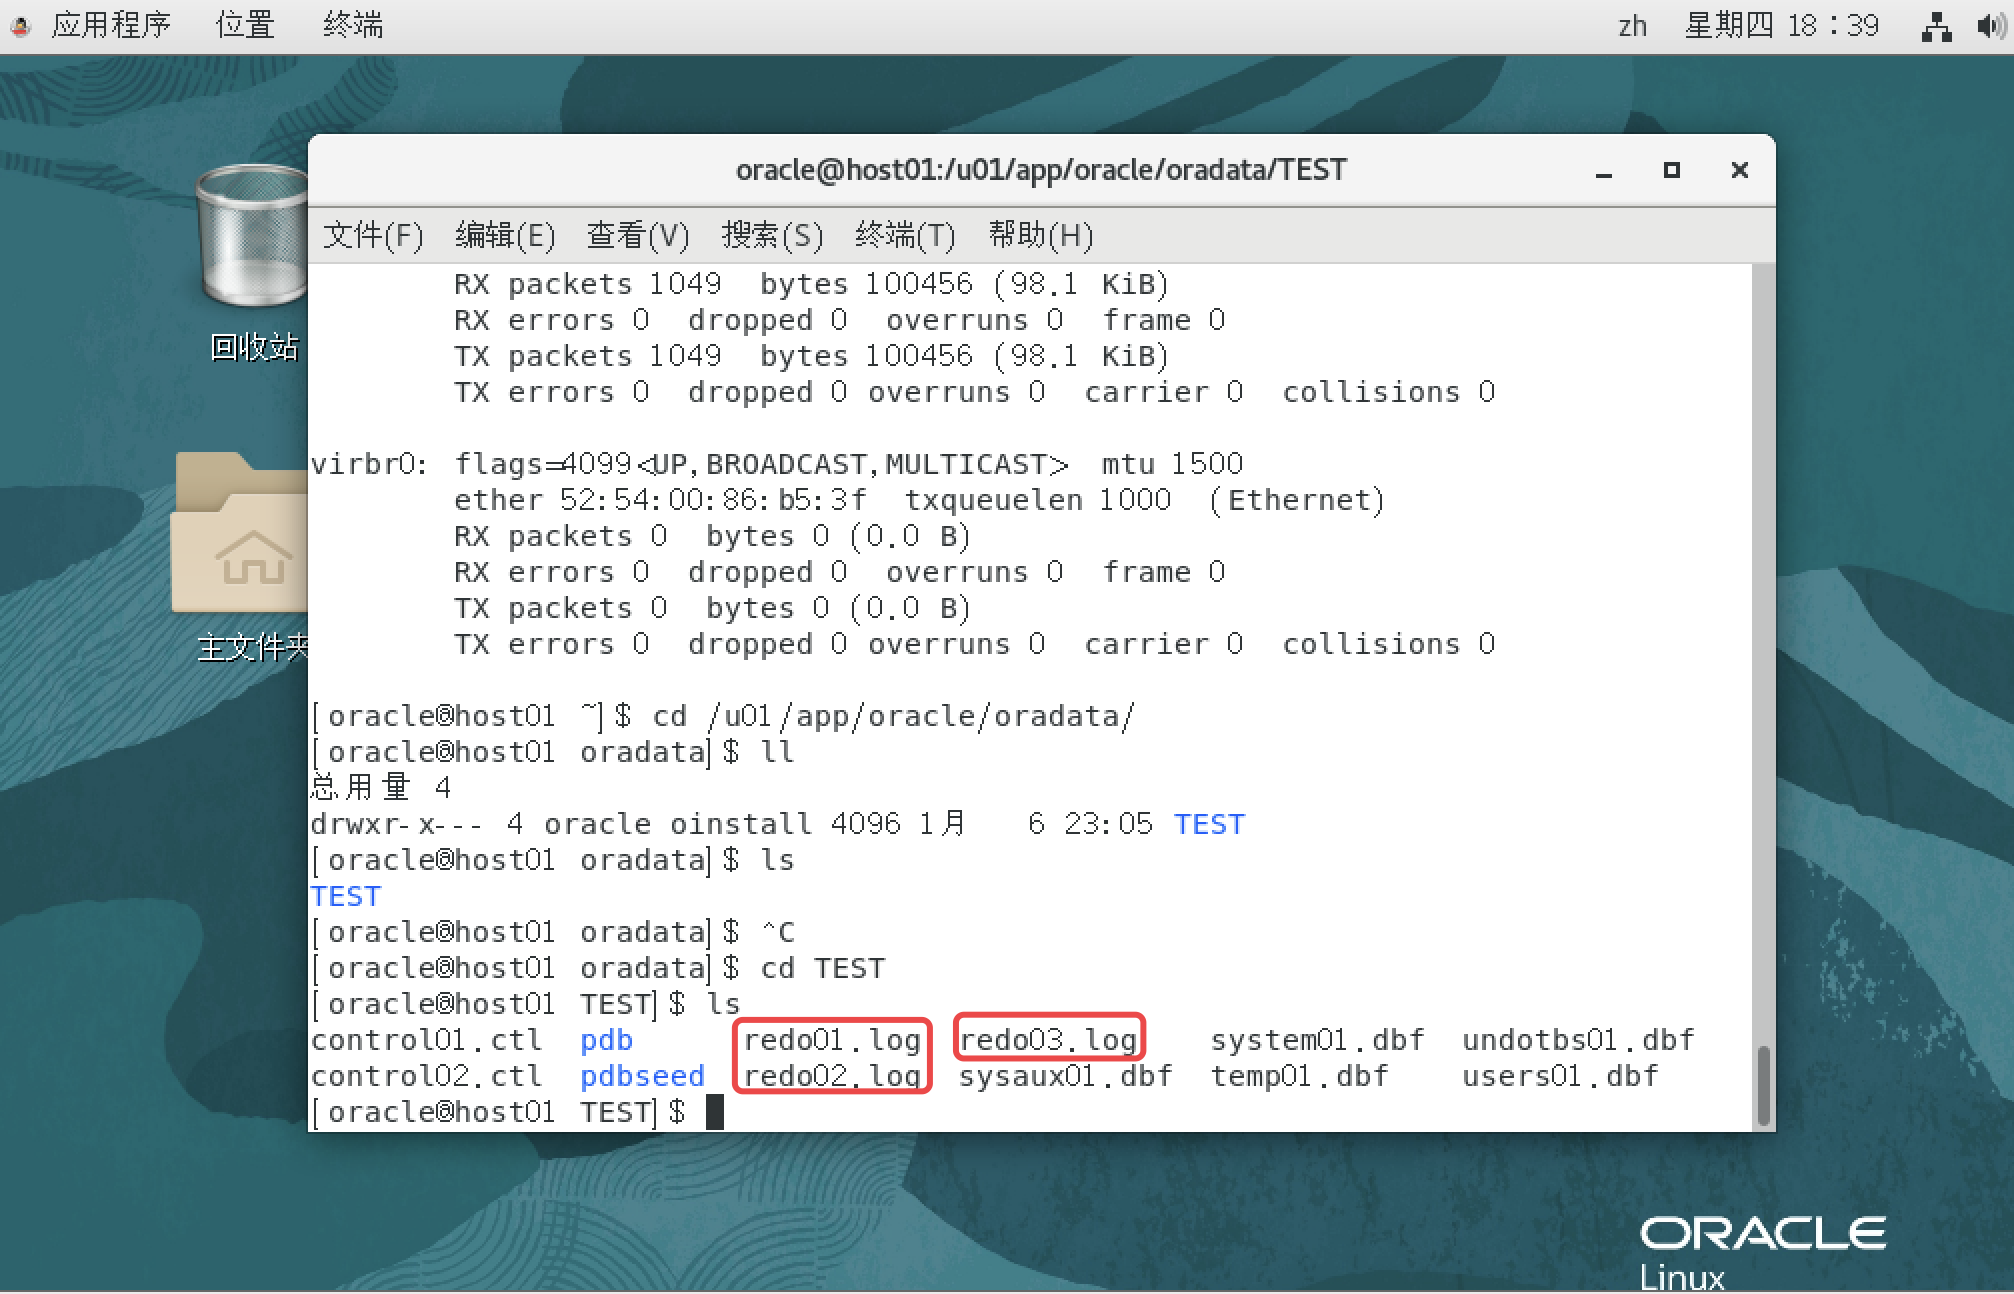 应用程序 位置 终端 zh 星期四 18：39
回收站
主文件夹
oracle@host01:/u01/app/oracle/oradata/TEST
文件(F) 编辑(E) 查看(V) 搜索(S) 终端(T) 帮助(H)
RX packets 1049  bytes 100456 (98.1 KiB)
RX errors 0  dropped 0  overruns 0  frame 0
TX packets 1049  bytes 100456 (98.1 KiB)
TX errors 0  dropped 0 overruns 0  carrier 0  collisions 0
virbr0: flags=4099<UP,BROADCAST,MULTICAST>  mtu 1500
ether 52:54:00:86:b5:3f  txqueuelen 1000  (Ethernet)
RX packets 0  bytes 0 (0.0 B)
RX errors 0  dropped 0  overruns 0  frame 0
TX packets 0  bytes 0 (0.0 B)
TX errors 0  dropped 0 overruns 0  carrier 0  collisions 0
[oracle@host01 ~]$ cd /u01/app/oracle/oradata/
[oracle@host01 oradata]$ ll
总用量 4
drwxr-x--- 4 oracle oinstall 4096 1月   6 23:05 TEST
[oracle@host01 oradata]$ ls
TEST
[oracle@host01 oradata]$ ^C
[oracle@host01 oradata]$ cd TEST
[oracle@host01 TEST]$ ls
control01.ctl  pdb  redo01.log  redo03.log  system01.dbf  undotbs01.dbf
control02.ctl  pdbseed  redo02.log  sysaux01.dbf  temp01.dbf  users01.dbf
[oracle@host01 TEST]$
ORACLE
Linux